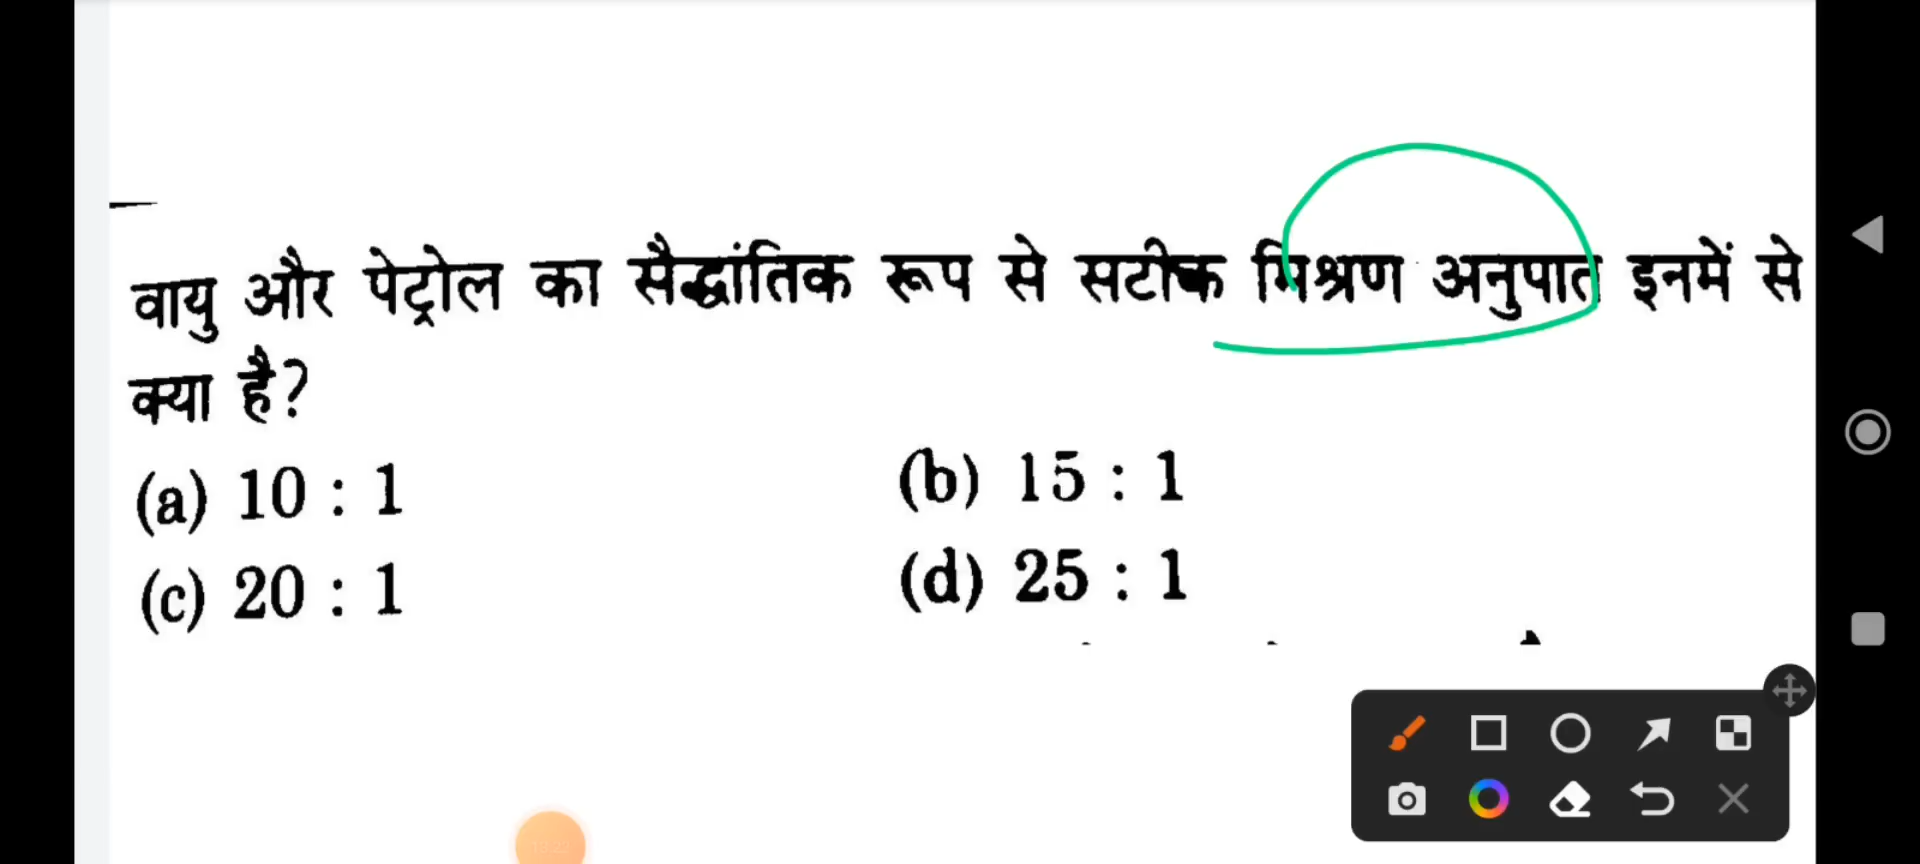 वायु और पेट्रोल का सैद्धांतिक रूप से सटीक मिश्रण अनुपात इनमें से
क्या है?
(a) 10 : 1 (b) 15 : 1
(c) 20 : 1 (d) 25 : 1